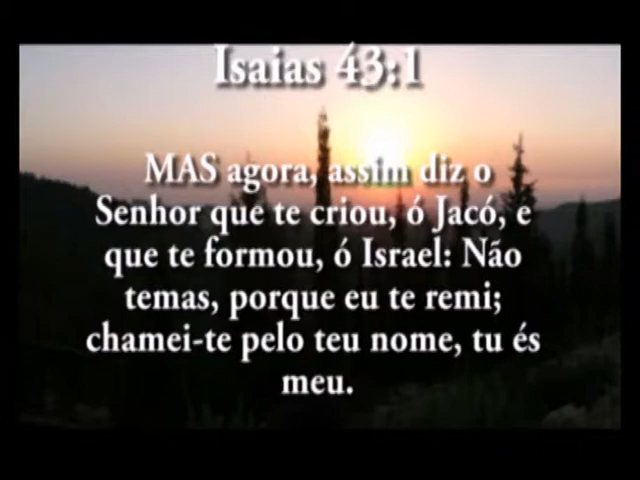 Isaias 43:1
MAS agora, assim diz o
Senhor que te criou, ó Jacó, e
que te formou, ó Israel: Não
temas, porque eu te remi;
chamei-te pelo teu nome, tu és
meu.